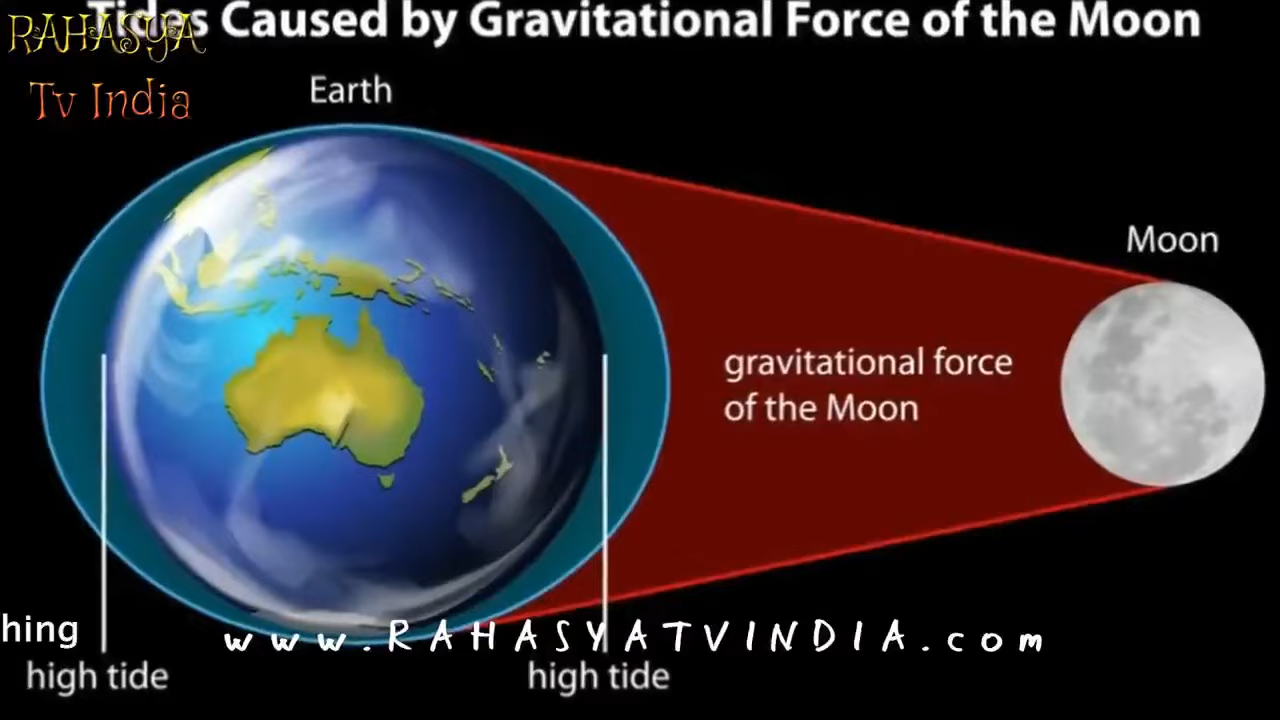 Tides Caused by Gravitational Force of the Moon
RAHASYA
Tv India
Earth
Moon
gravitational force
of the Moon
hing
www.RAHASYATVINDIA.com
high tide
high tide